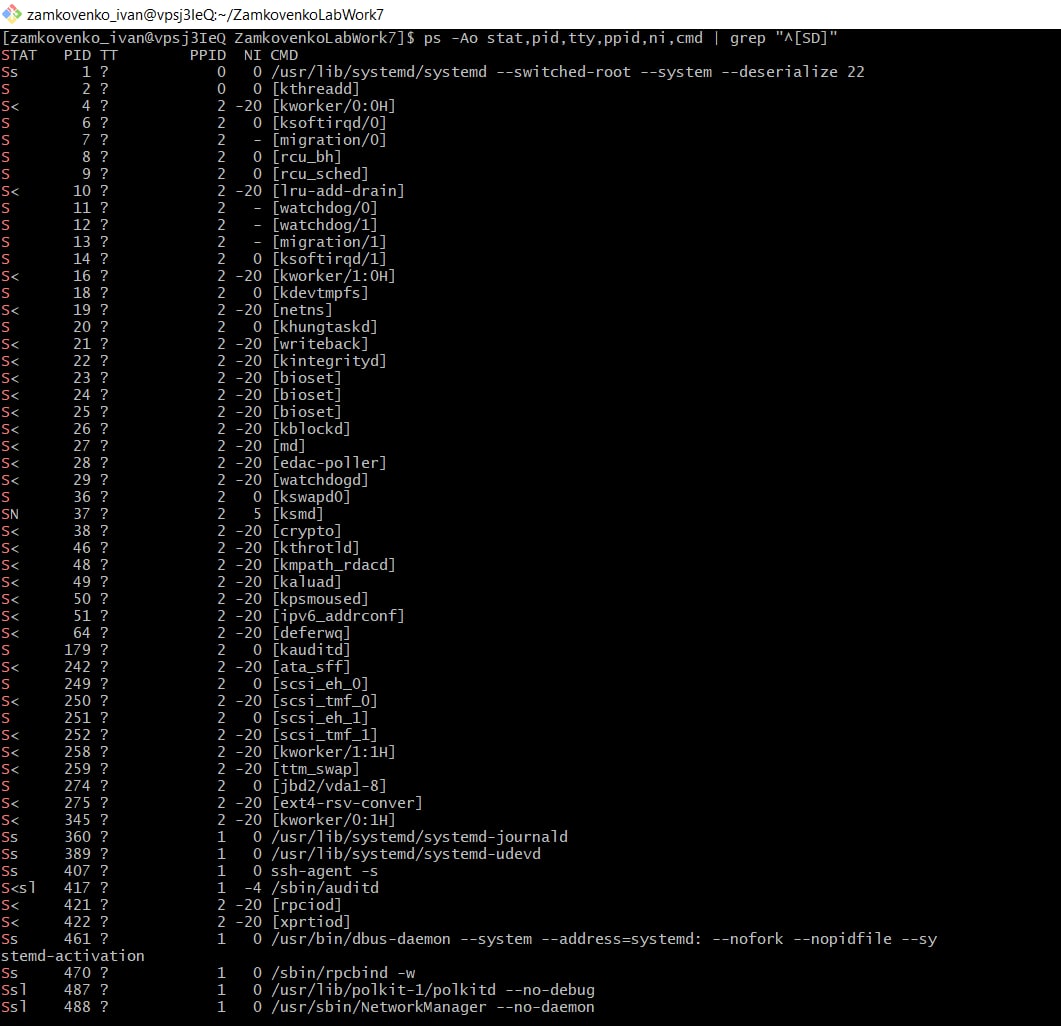 zamkovenko_ivan@vpsj3IeQ:~/ZamkovenkoLabWork7
[zamkovenko_ivan@vpsj3IeQ ZamkovenkoLabWork7]$ ps -Ao stat,pid,tty,ppid,ni,cmd | grep "^[SD]"
STAT   PID TT        PPID  NI CMD
Ss       1 ?            0   0 /usr/lib/systemd/systemd --switched-root --system --deserialize 22
S        2 ?            0   0 [kthreadd]
S<       4 ?            2 -20 [kworker/0:0H]
S        6 ?            2   0 [ksoftirqd/0]
S        7 ?            2   - [migration/0]
S        8 ?            2   0 [rcu_bh]
S        9 ?            2   0 [rcu_sched]
S<      10 ?            2 -20 [lru-add-drain]
S       11 ?            2   - [watchdog/0]
S       12 ?            2   - [watchdog/1]
S       13 ?            2   - [migration/1]
S       14 ?            2   0 [ksoftirqd/1]
S<      16 ?            2 -20 [kworker/1:0H]
S       18 ?            2   0 [kdevtmpfs]
S<      19 ?            2 -20 [netns]
S       20 ?            2   0 [khungtaskd]
S<      21 ?            2 -20 [writeback]
S<      22 ?            2 -20 [kintegrityd]
S<      23 ?            2 -20 [bioset]
S<      24 ?            2 -20 [bioset]
S<      25 ?            2 -20 [bioset]
S<      26 ?            2 -20 [kblockd]
S<      27 ?            2 -20 [md]
S<      28 ?            2 -20 [edac-poller]
S<      29 ?            2 -20 [watchdogd]
S       36 ?            2   0 [kswapd0]
SN      37 ?            2   5 [ksmd]
S<      38 ?            2 -20 [crypto]
S<      46 ?            2 -20 [kthrotld]
S<      48 ?            2 -20 [kmpath_rdacd]
S<      49 ?            2 -20 [kaluad]
S<      50 ?            2 -20 [kpsmoused]
S<      51 ?            2 -20 [ipv6_addrconf]
S<      64 ?            2 -20 [deferwq]
S      179 ?            2   0 [kauditd]
S<     242 ?            2 -20 [ata_sff]
S      249 ?            2   0 [scsi_eh_0]
S<     250 ?            2 -20 [scsi_tmf_0]
S      251 ?            2   0 [scsi_eh_1]
S<     252 ?            2 -20 [scsi_tmf_1]
S<     258 ?            2 -20 [kworker/1:1H]
S<     259 ?            2 -20 [ttm_swap]
S      274 ?            2   0 [jbd2/vda1-8]
S<     275 ?            2 -20 [ext4-rsv-conver]
S<     345 ?            2 -20 [kworker/0:1H]
Ss     360 ?            1   0 /usr/lib/systemd/systemd-journald
Ss     389 ?            1   0 /usr/lib/systemd/systemd-udevd
Ss     407 ?            1   0 ssh-agent -s
S<sl   417 ?            1  -4 /sbin/auditd
S<     421 ?            2 -20 [rpciod]
S<     422 ?            2 -20 [xprtiod]
Ss     461 ?            1   0 /usr/bin/dbus-daemon --system --address=systemd: --nofork --nopidfile --sy
stemd-activation
Ss     470 ?            1   0 /sbin/rpcbind -w
Ssl    487 ?            1   0 /usr/lib/polkit-1/polkitd --no-debug
Ssl    488 ?            1   0 /usr/sbin/NetworkManager --no-daemon